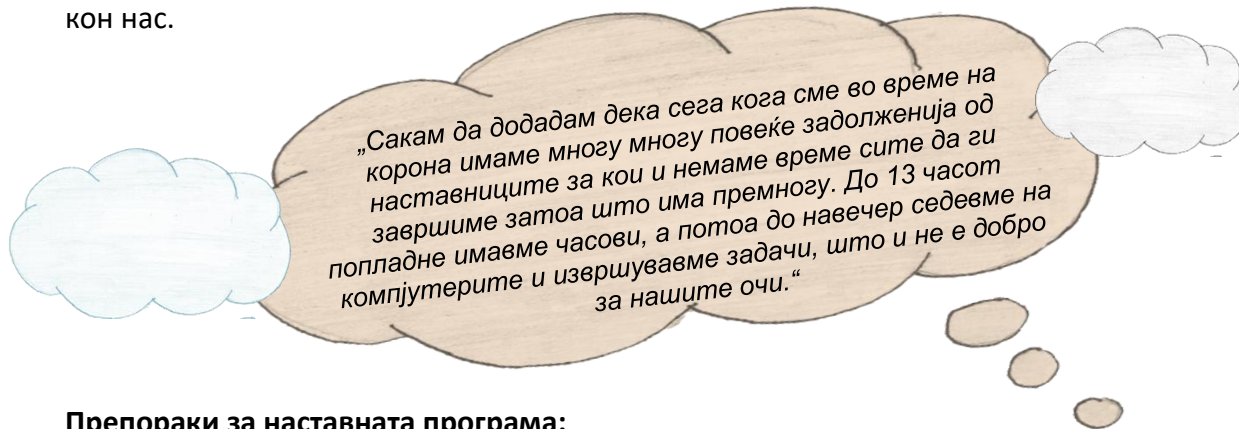 кон нас.
„Сакам да додадам дека сега кога сме во време на
корона имаме многу многу повеќе задолженија од
наставниците за кои и немаме време сите да ги
завршиме затоа што има премногу. До 13 часот
попладне имавме часови, а потоа до навечер седевме на
компјутерите и извршувавме задачи, што и не е добро
за нашите очи.“
Препораки за наставната програма: